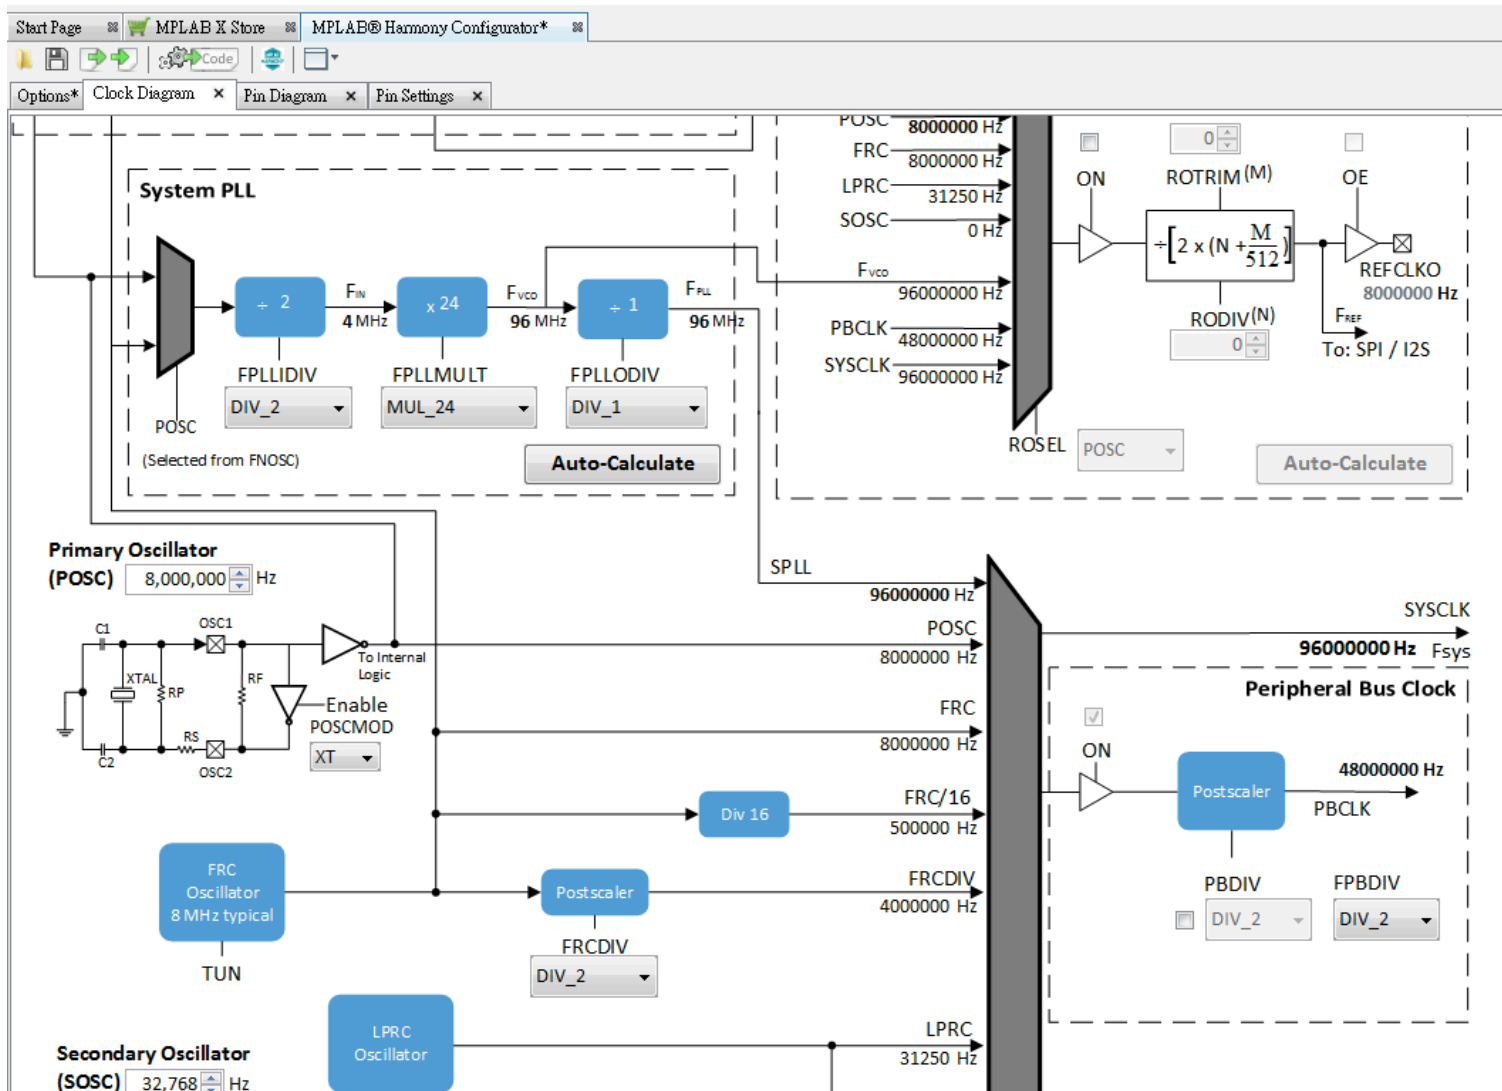 Start Page
MPLAB X Store
MPLAB® Harmony Configurator*
Code
Options*
Clock Diagram
Pin Diagram
Pin Settings
POSC
8000000 Hz
FRC
8000000 Hz
LPRC
31250 Hz
SOSC
0 Hz
Fvco
96000000 Hz
PBCLK
48000000 Hz
SYSCLK
96000000 Hz
ROSEL
POSC
ON
0
ROTRIM (M)
÷[2 x (N + M/512)]
RODIV (N)
0
OE
REFCLKO
8000000 Hz
FREF
To: SPI / I2S
Auto-Calculate
System PLL
÷ 2
FIN
4 MHz
x 24
Fvco
96 MHz
÷ 1
FPLL
96 MHz
FPLLIDIV
DIV_2
FPLLMULT
MUL_24
FPLLODIV
DIV_1
POSC
(Selected from FNOSC)
Auto-Calculate
Primary Oscillator
(POSC) 8,000,000 Hz
C1
OSC1
XTAL
RP
RF
RS
C2
OSC2
To Internal
Logic
Enable
POSCMOD
XT
SPLL
96000000 Hz
POSC
8000000 Hz
FRC
8000000 Hz
Div 16
FRC/16
500000 Hz
FRC
Oscillator
8 MHz typical
TUN
Postscaler
FRCDIV
DIV_2
FRCDIV
4000000 Hz
LPRC
Oscillator
LPRC
31250 Hz
Secondary Oscillator
(SOSC) 32,768 Hz
SYSCLK
96000000 Hz Fsys
Peripheral Bus Clock
ON
Postscaler
48000000 Hz
PBCLK
PBDIV
DIV_2
FPBDIV
DIV_2